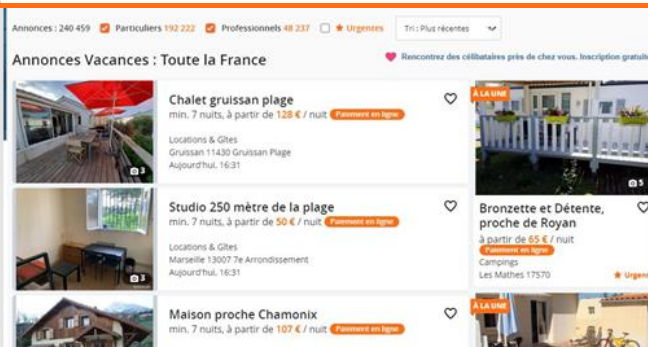 Annonces : 240 459 Particuliers 192 222 Professionnels 48 237 Urgentes Tri : Plus récentes
Annonces Vacances : Toute la France
Rencontrez des célibataires près de chez vous. Inscription gratuite
Chalet gruissan plage
min. 7 nuits, à partir de 128 € / nuit Paiement en ligne
Locations & Gîtes
Gruissan 11430 Gruissan Plage
Aujourd'hui, 16:31
3
Studio 250 mètre de la plage
min. 7 nuits, à partir de 50 € / nuit Paiement en ligne
Locations & Gîtes
Marseille 13007 7e Arrondissement
Aujourd'hui, 16:31
3
Maison proche Chamonix
min. 7 nuits, à partir de 107 € / nuit Paiement en ligne
À LA UNE
5
Bronzette et Détente,
proche de Royan
à partir de 65 € / nuit
Paiement en ligne
Campings
Les Mathes 17570 Urgent
À LA UNE